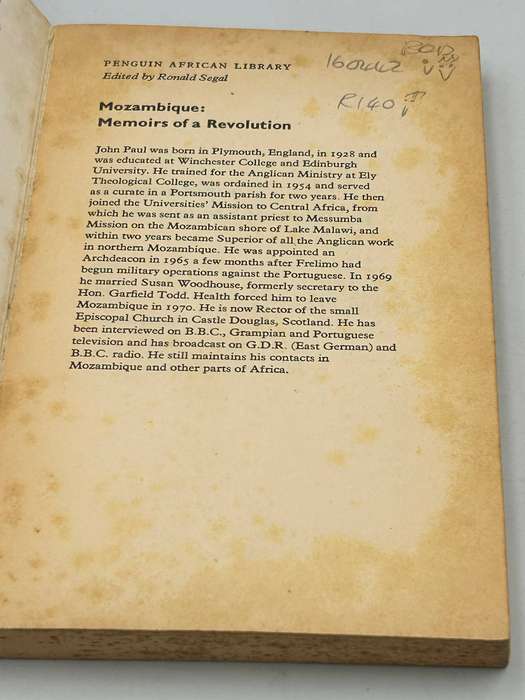 PENGUIN AFRICAN LIBRARY
Edited by Ronald Segal
R140
Mozambique:
Memoirs of a Revolution
John Paul was born in Plymouth, England, in 1928 and
was educated at Winchester College and Edinburgh
University. He trained for the Anglican Ministry at Ely
Theological College, was ordained in 1954 and served
as a curate in a Portsmouth parish for two years. He then
joined the Universities' Mission to Central Africa, from
which he was sent as an assistant priest to Messumba
Mission on the Mozambican shore of Lake Malawi, and
within two years became Superior of all the Anglican work
in northern Mozambique. He was appointed an
Archdeacon in 1965 a few months after Frelimo had
begun military operations against the Portuguese. In 1969
he married Susan Woodhouse, formerly secretary to the
Hon. Garfield Todd. Health forced him to leave
Mozambique in 1970. He is now Rector of the small
Episcopal Church in Castle Douglas, Scotland. He has
been interviewed on B.B.C., Grampian and Portuguese
television and has broadcast on G.D.R. (East German) and
B.B.C. radio. He still maintains his contacts in
Mozambique and other parts of Africa.